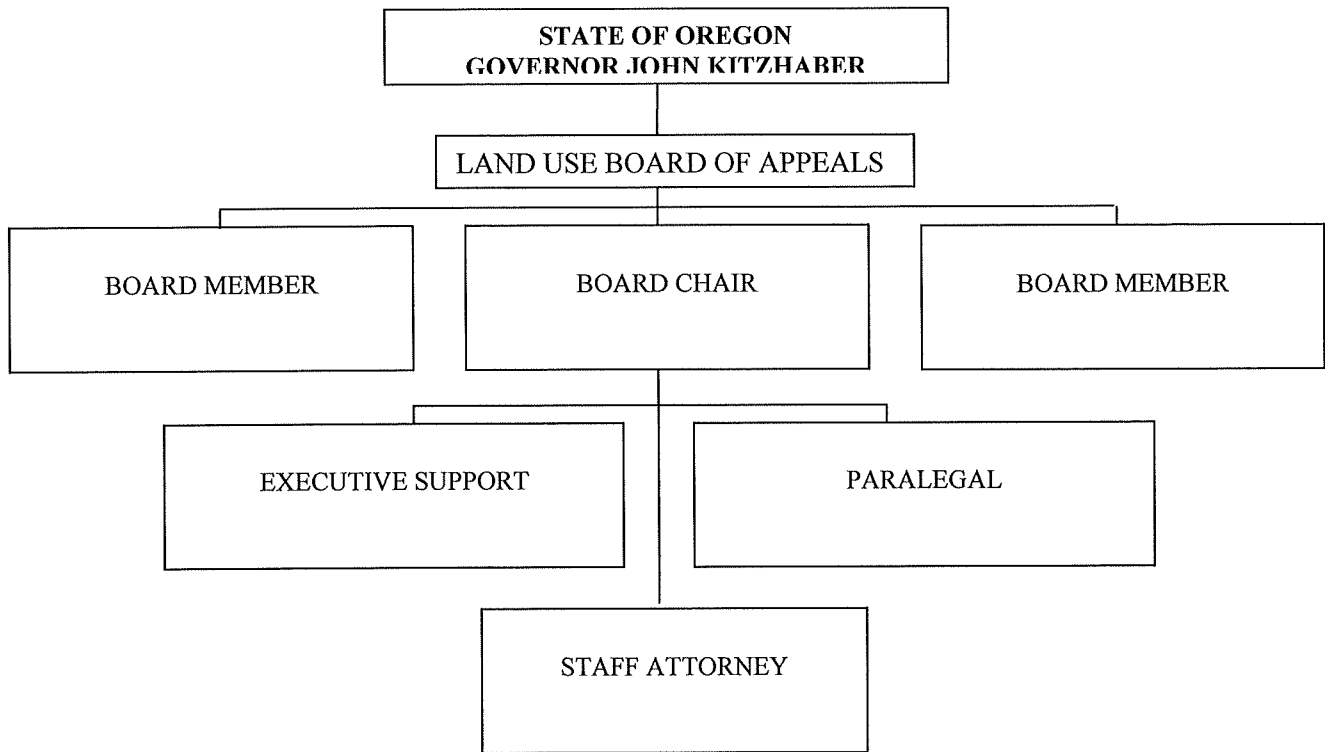 STATE OF OREGON
GOVERNOR JOHN KITZHABER
LAND USE BOARD OF APPEALS
BOARD MEMBER
BOARD CHAIR
BOARD MEMBER
EXECUTIVE SUPPORT
PARALEGAL
STAFF ATTORNEY